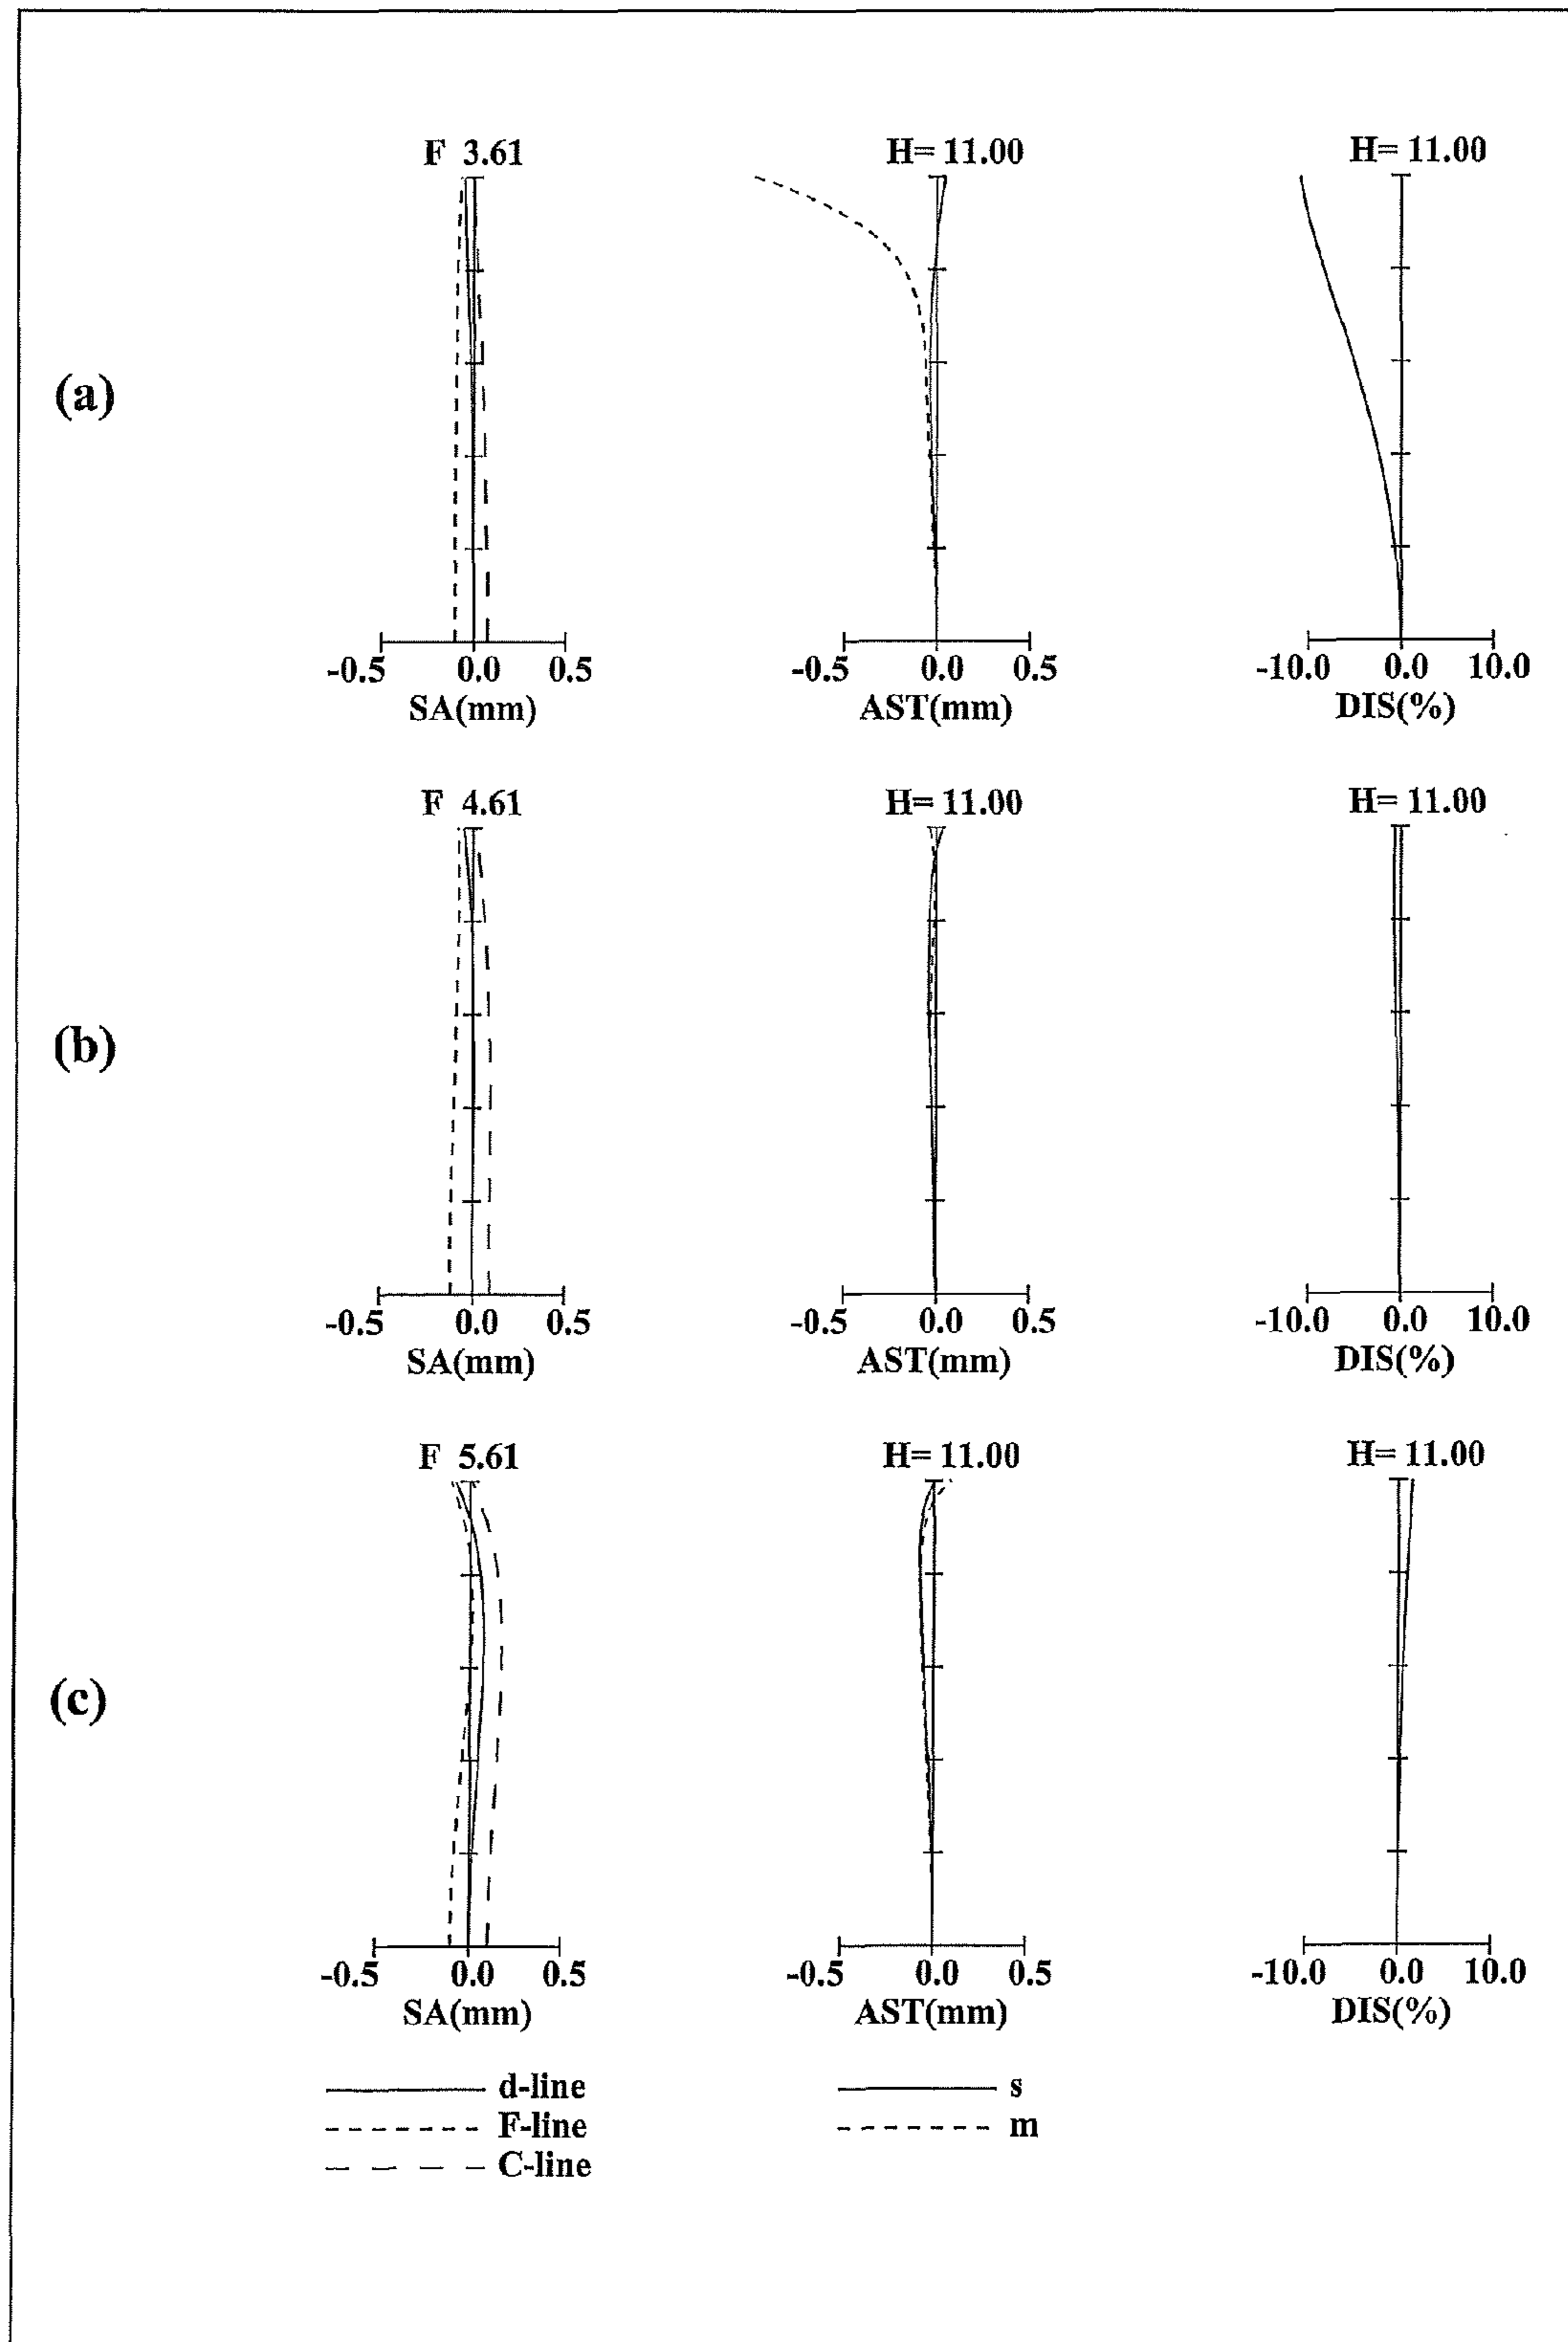 F 3.61 H= 11.00 H= 11.00
(a)
-0.5 0.0 0.5 -0.5 0.0 0.5 -10.0 0.0 10.0
SA(mm) AST(mm) DIS(%)
F 4.61 H= 11.00 H= 11.00
(b)
-0.5 0.0 0.5 -0.5 0.0 0.5 -10.0 0.0 10.0
SA(mm) AST(mm) DIS(%)
F 5.61 H= 11.00 H= 11.00
(c)
-0.5 0.0 0.5 -0.5 0.0 0.5 -10.0 0.0 10.0
SA(mm) AST(mm) DIS(%)
d-line s
F-line m
C-line